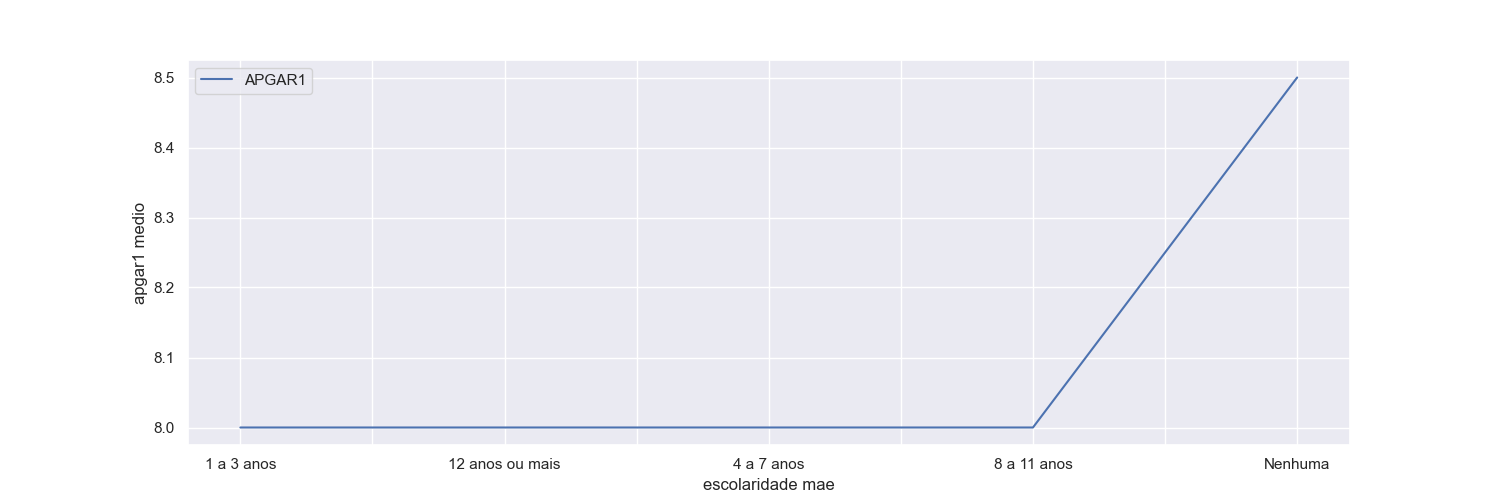 APGAR1
8.5
8.4
8.3
8.2
8.1
8.0
apgar1 medio
1 a 3 anos
12 anos ou mais
4 a 7 anos
8 a 11 anos
Nenhuma
escolaridade mae